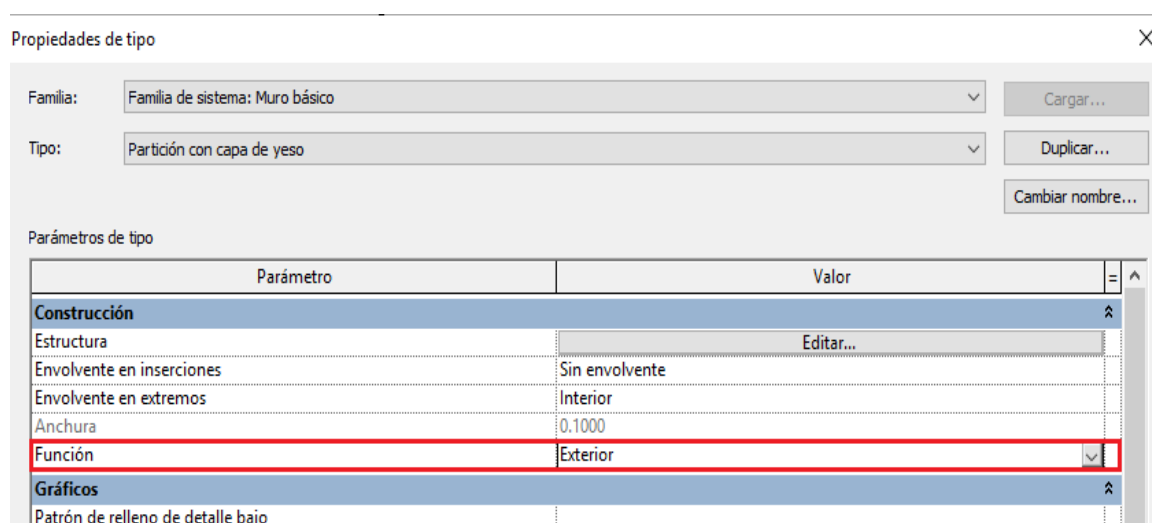 Propiedades de tipo
Familia: Familia de sistema: Muro básico Cargar...
Tipo: Partición con capa de yeso Duplicar...
Cambiar nombre...
Parámetros de tipo
Parámetro Valor =
Construcción
Estructura Editar...
Envolvente en inserciones Sin envolvente
Envolvente en extremos Interior
Anchura 0.1000
Función Exterior
Gráficos
Patrón de relleno de detalle bajo